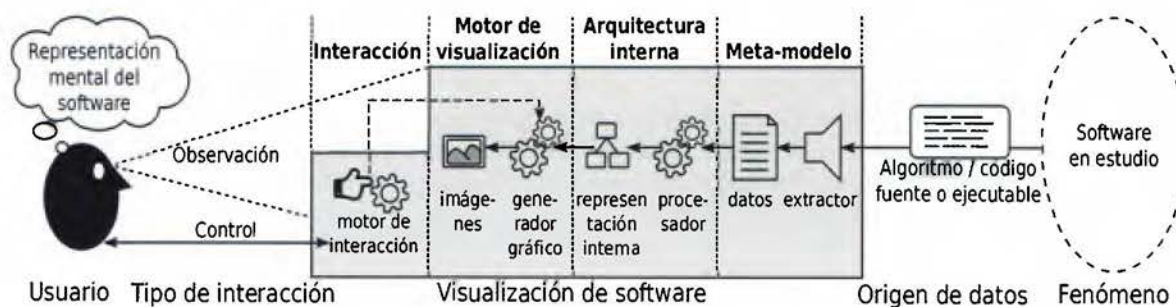 Representación
mental del
software
Observación
Control
Interacción
Motor de
visualización
Arquitectura
interna
Meta-modelo
motor de
interacción
imáge-
nes
gene-
rador
gráfico
represen
tación
interna
proce-
sador
datos
extractor
Algoritmo / código
fuente o ejecutable
Software
en estudio
Usuario
Tipo de interacción
Visualización de software
Origen de datos
Fenómeno